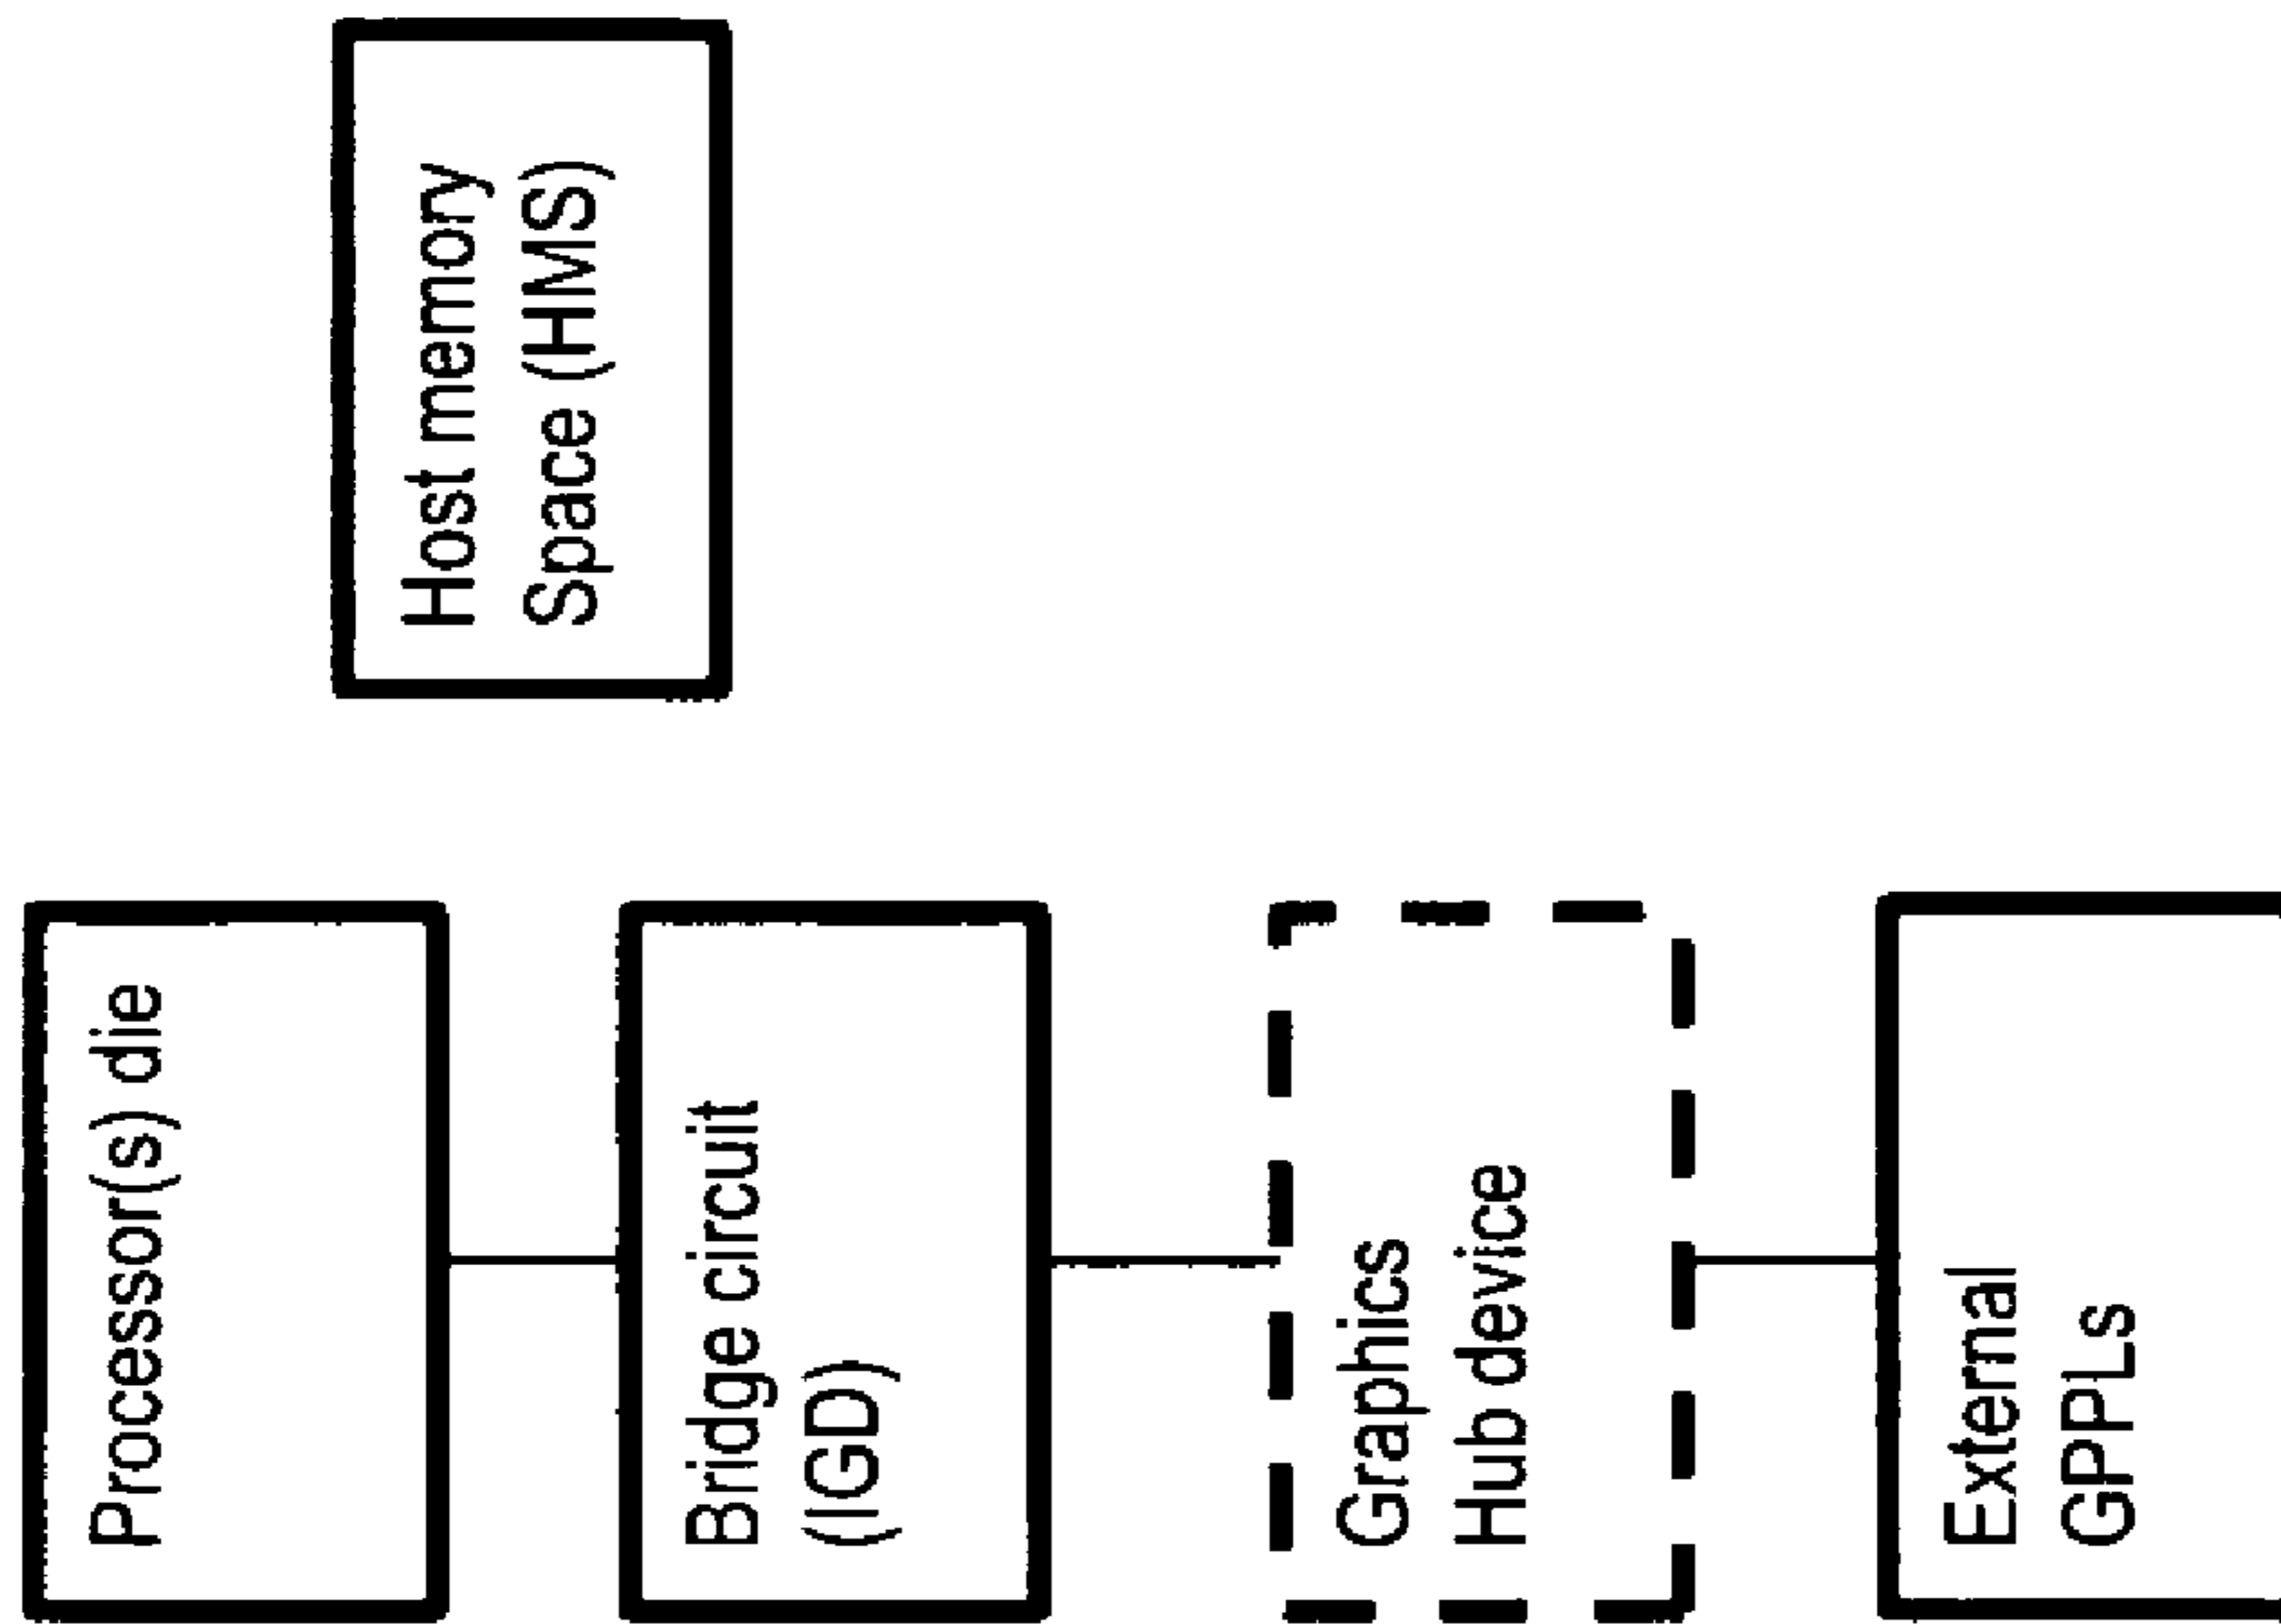 Processor(s) die
Host memory
Space (HMS)
Bridge circuit
(IGD)
Graphics
Hub device
External
GPPLs